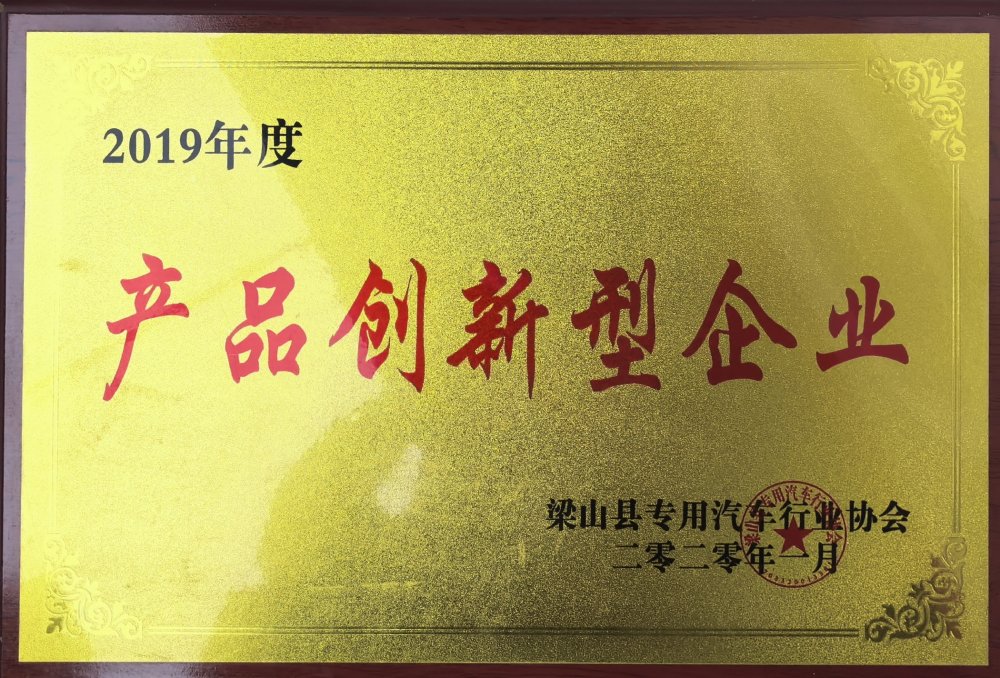 2019年度
产品创新型企业
梁山县专用汽车行业协会
二零二零年一月